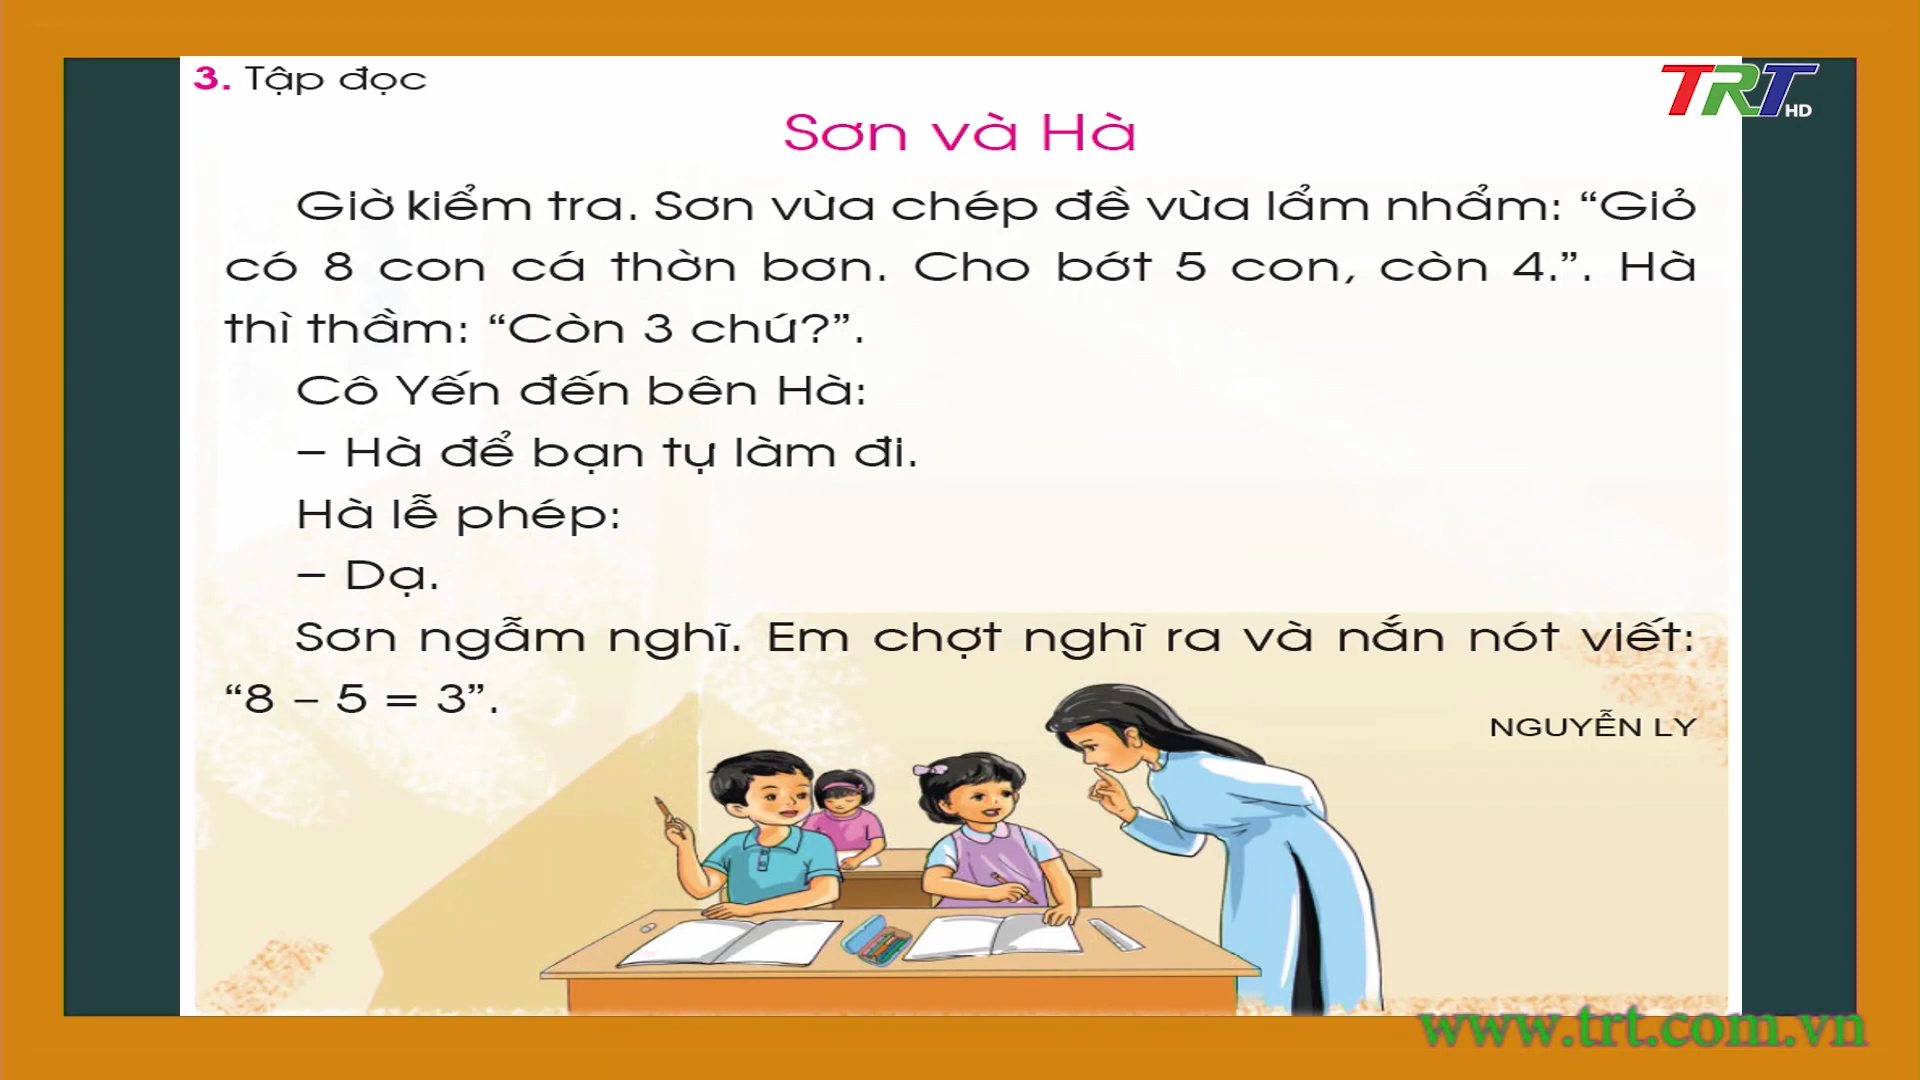 3. Tập đọc
TRT HD
Sơn và Hà
Giờ kiểm tra. Sơn vừa chép đề vừa lẩm nhẩm: “Giỏ
có 8 con cá thờn bơn. Cho bớt 5 con, còn 4.”. Hà
thì thầm: “Còn 3 chứ?”.
Cô Yến đến bên Hà:
– Hà để bạn tự làm đi.
Hà lễ phép:
– Dạ.
Sơn ngẫm nghĩ. Em chợt nghĩ ra và nắn nót viết:
“8 – 5 = 3”.
NGUYỄN LY
www.trt.com.vn